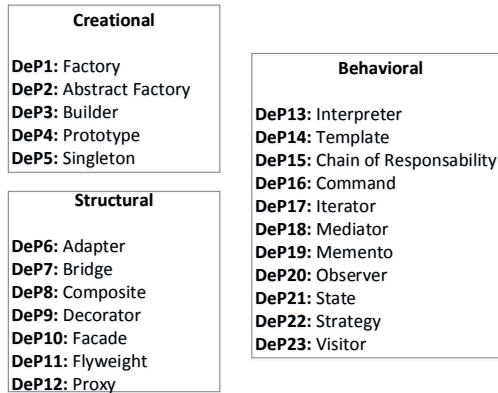 Creational
DeP1: Factory
DeP2: Abstract Factory
DeP3: Builder
DeP4: Prototype
DeP5: Singleton
Structural
DeP6: Adapter
DeP7: Bridge
DeP8: Composite
DeP9: Decorator
DeP10: Facade
DeP11: Flyweight
DeP12: Proxy
Behavioral
DeP13: Interpreter
DeP14: Template
DeP15: Chain of Responsability
DeP16: Command
DeP17: Iterator
DeP18: Mediator
DeP19: Memento
DeP20: Observer
DeP21: State
DeP22: Strategy
DeP23: Visitor